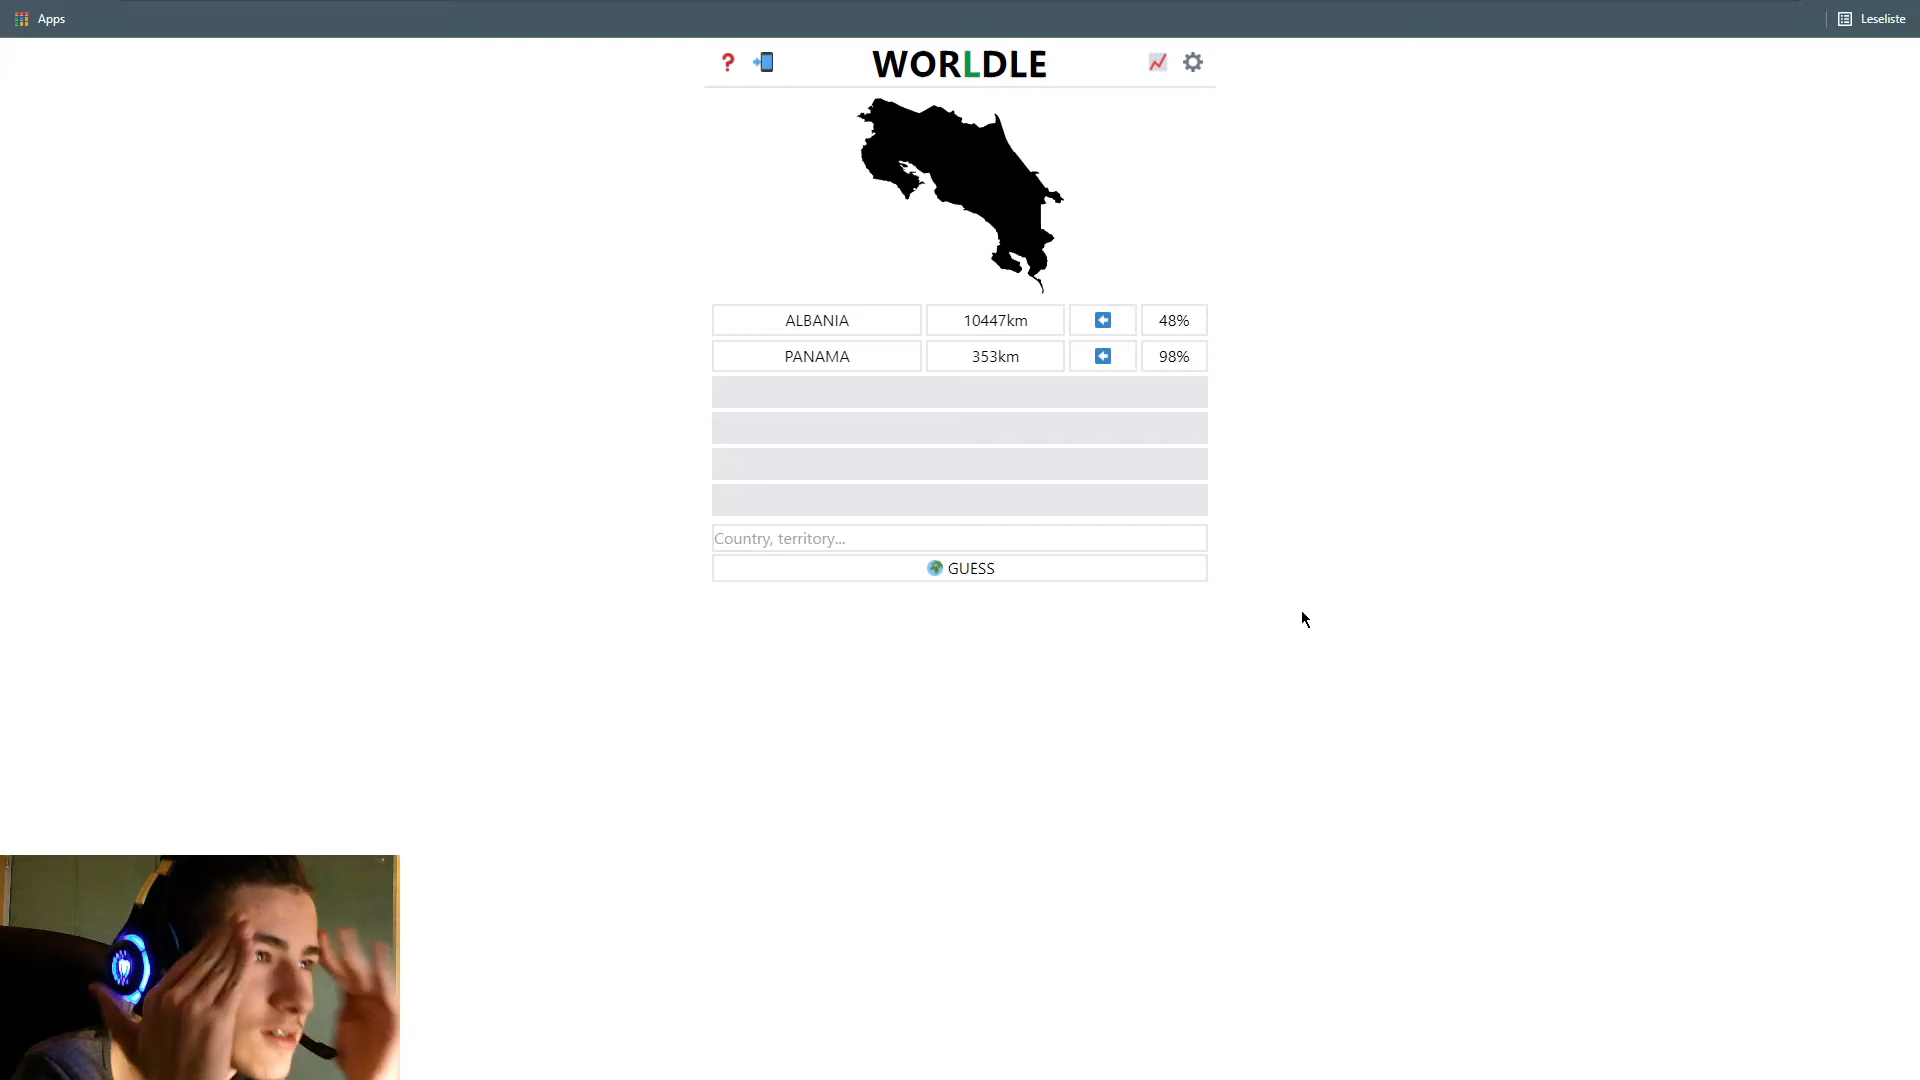 Apps
Leseliste
WORLDLE
ALBANIA 10447km 48%
PANAMA 353km 98%
Country, territory...
GUESS